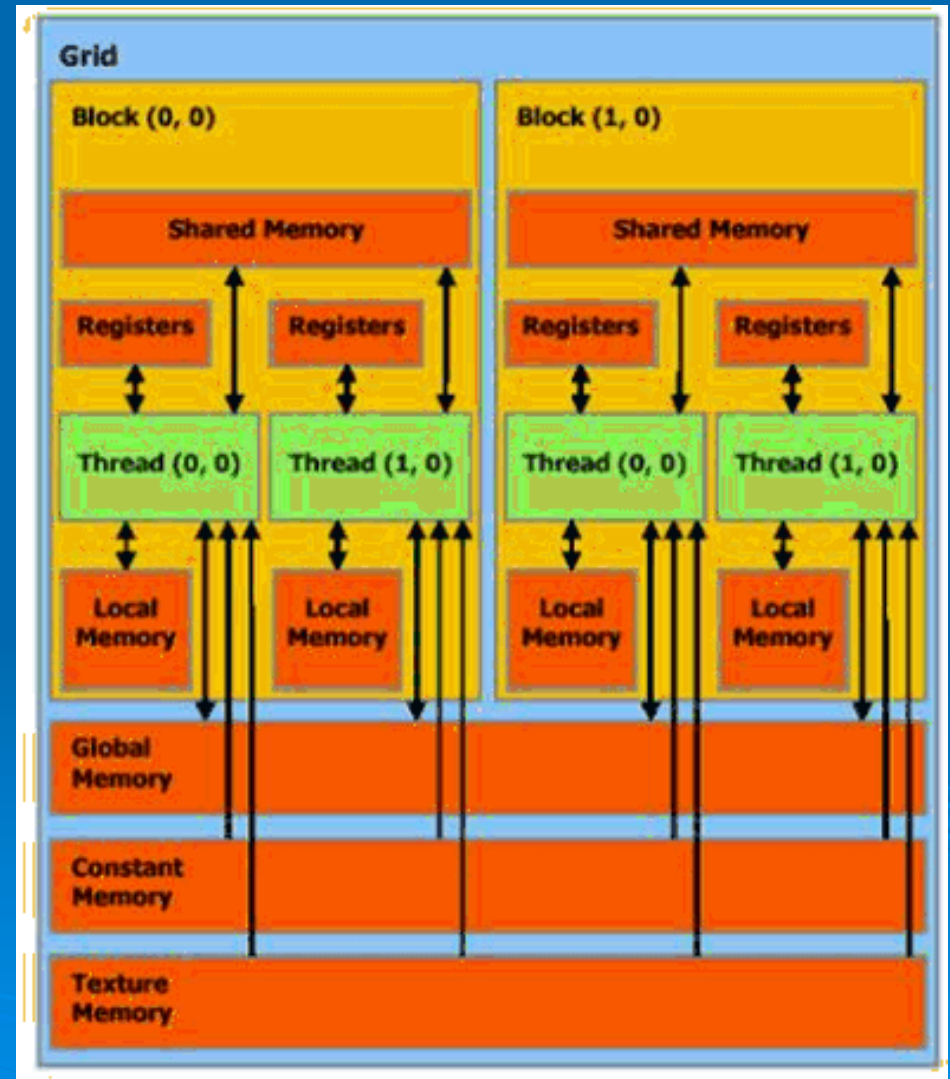 Grid
Block (0, 0)
Block (1, 0)
Shared Memory
Shared Memory
Registers
Registers
Registers
Registers
Thread (0, 0)
Thread (1, 0)
Thread (0, 0)
Thread (1, 0)
Local
Memory
Local
Memory
Local
Memory
Local
Memory
Global
Memory
Constant
Memory
Texture
Memory